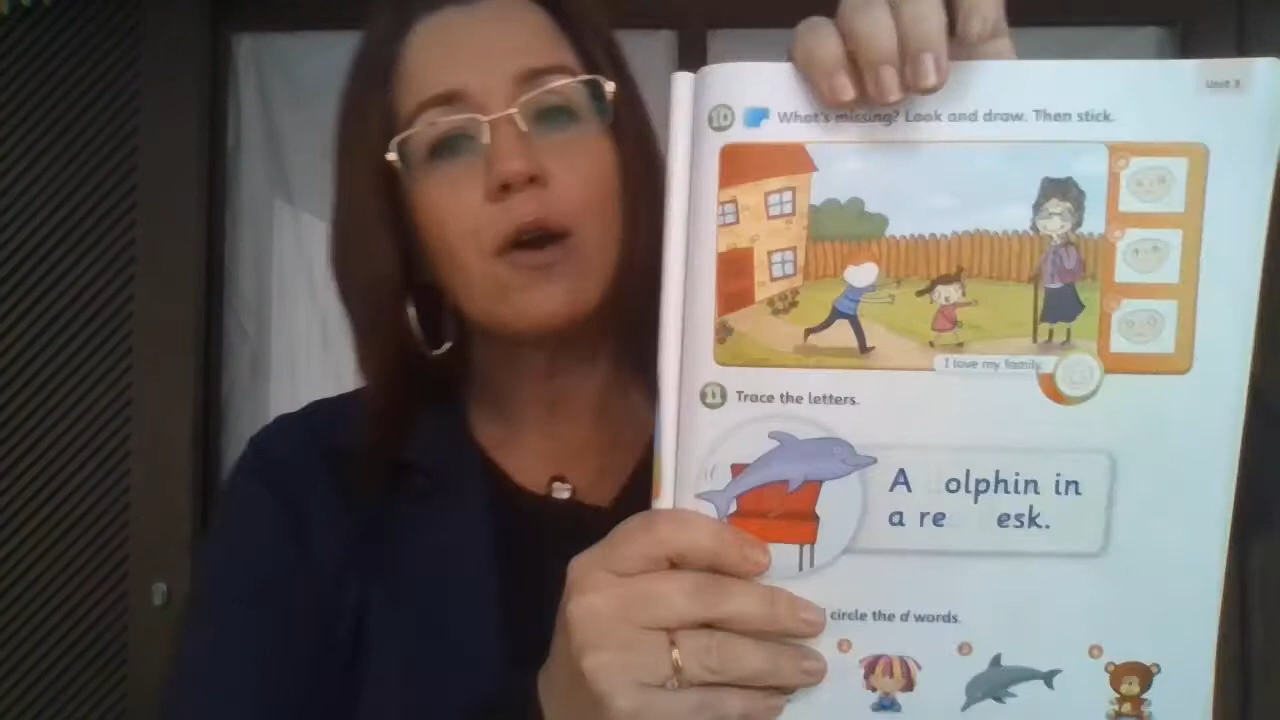 Unit 3
10 What's missing? Look and draw. Then stick.
I love my family.
11 Trace the letters.
A olphin in
a re esk.
circle the d words.